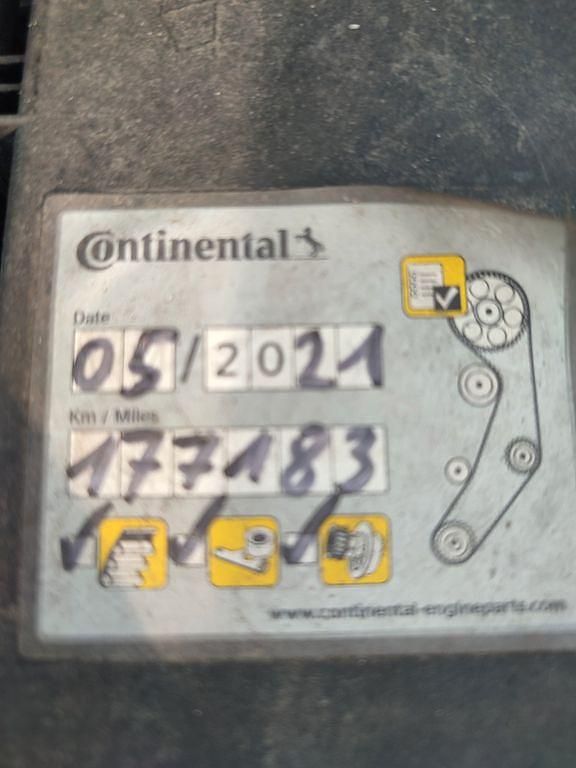 Continental
Date
05/2021
Km / Miles
177183
www.continental-engineparts.com